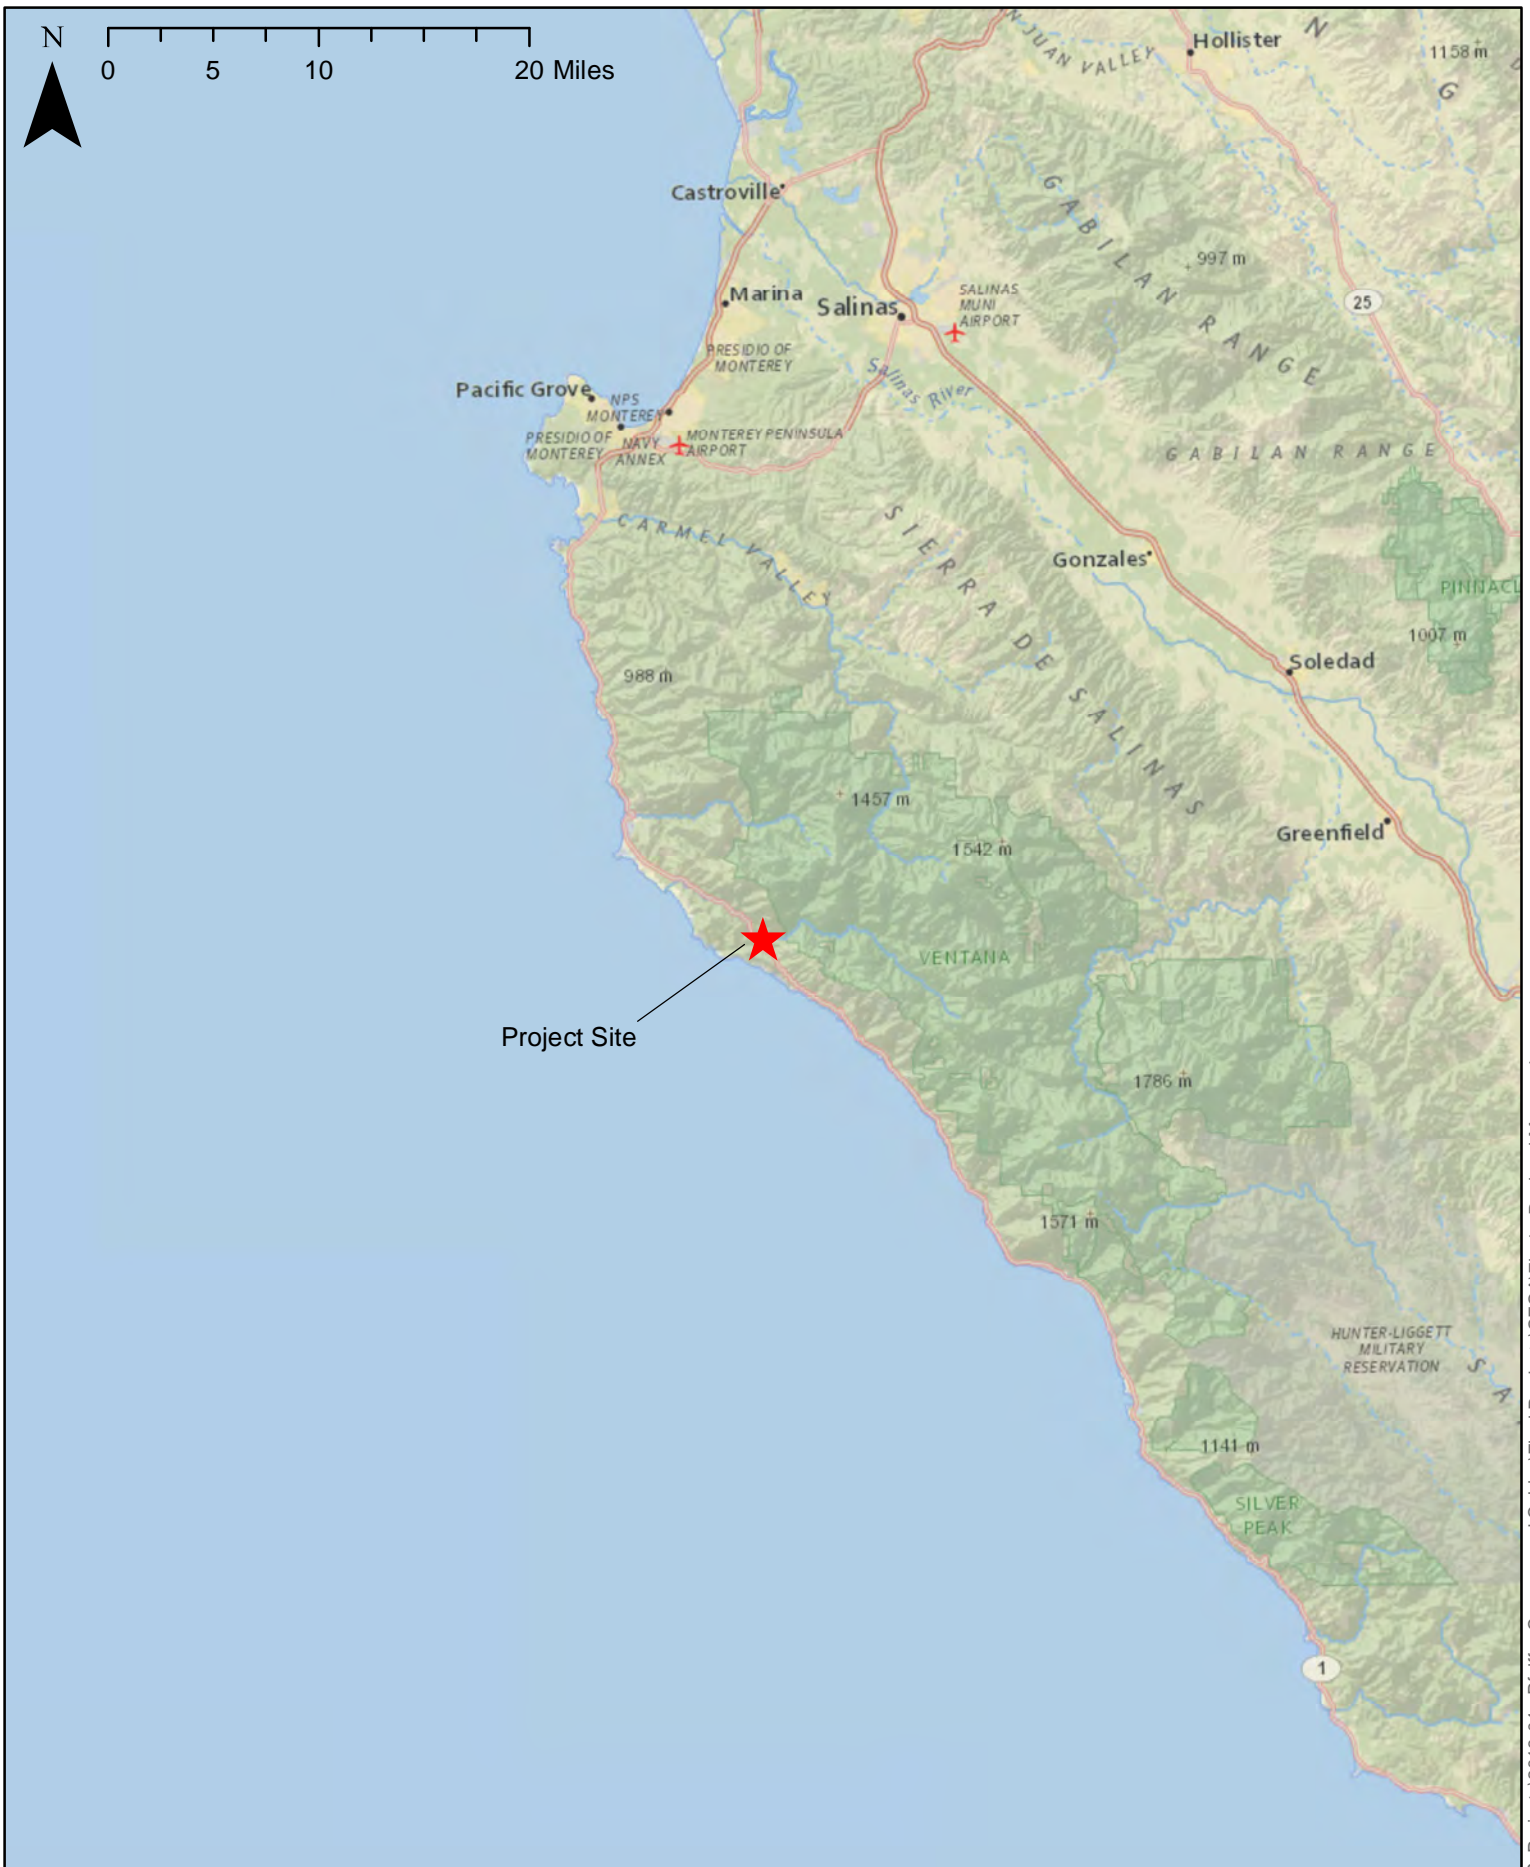 N
0 5 10 20 Miles
Hollister
1158 m
N
G
JUAN VALLEY
Castroville
GABILAN RANGE
997 m
25
Marina
Salinas
SALINAS
MUNI
AIRPORT
PRESIDIO OF
MONTEREY
Salinas River
Pacific Grove
NPS
MONTEREY
PRESIDIO OF
MONTEREY
NAVY
ANNEX
MONTEREY PENINSULA
AIRPORT
GABILAN RANGE
CARMEL VALLEY
SIERRA DE SALINAS
Gonzales
PINNACL
1007 m
Soledad
988 m
1457 m
1542 m
Greenfield
VENTANA
Project Site
1786 m
1571 m
HUNTER-LIGGETT
MILITARY
RESERVATION
S A
1141 m
SILVER
PEAK
1